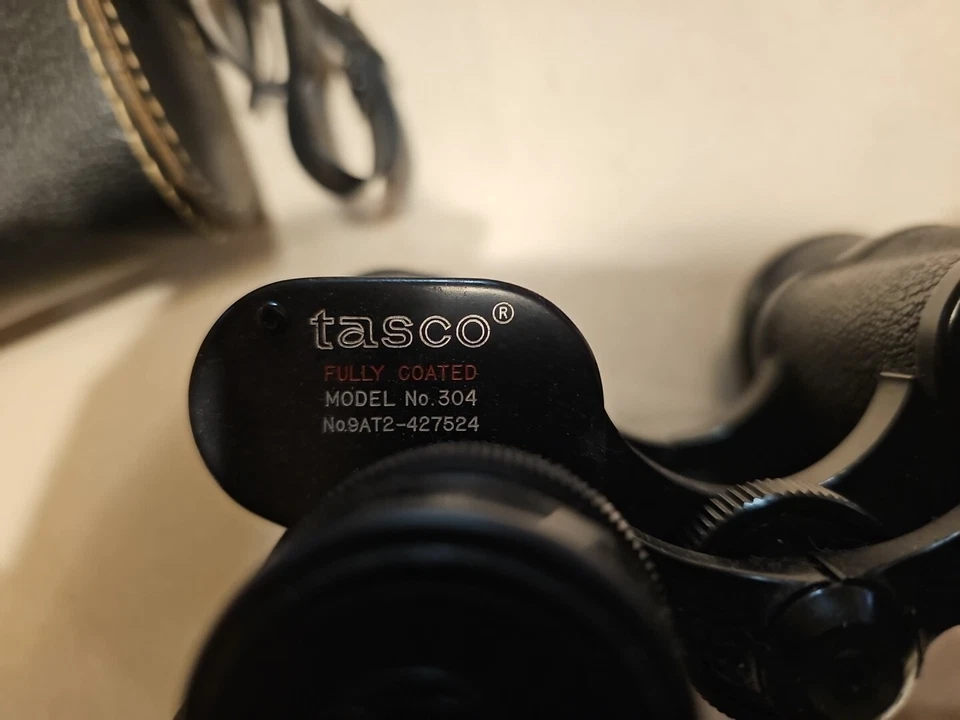 tasco®
FULLY COATED
MODEL No. 304
No.9AT2-427524